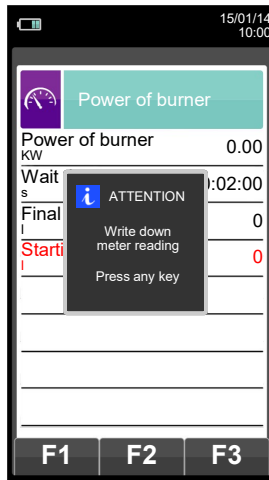 15/01/14
10:00
Power of burner
Power of burner 0.00
KW
Wait :02:00
s
Final 0
l
Starti 0
l
ATTENTION
Write down
meter reading
Press any key
F1 F2 F3